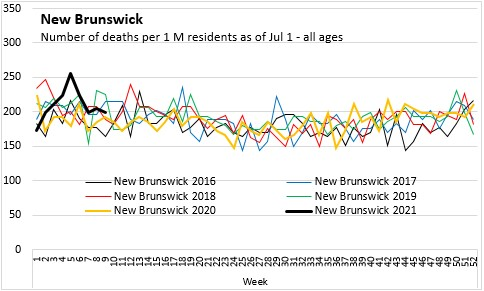 New Brunswick
Number of deaths per 1 M residents as of Jul 1 - all ages
350
300
250
200
150
100
50
0
New Brunswick 2016
New Brunswick 2017
New Brunswick 2018
New Brunswick 2019
New Brunswick 2020
New Brunswick 2021
1 2 3 4 5 6 7 8 9 10 11 12 13 14 15 16 17 18 19 20 21 22 23 24 25 26 27 28 29 30 31 32 33 34 35 36 37 38 39 40 41 42 43 44 45 46 47 48 49 50 51 52
Week